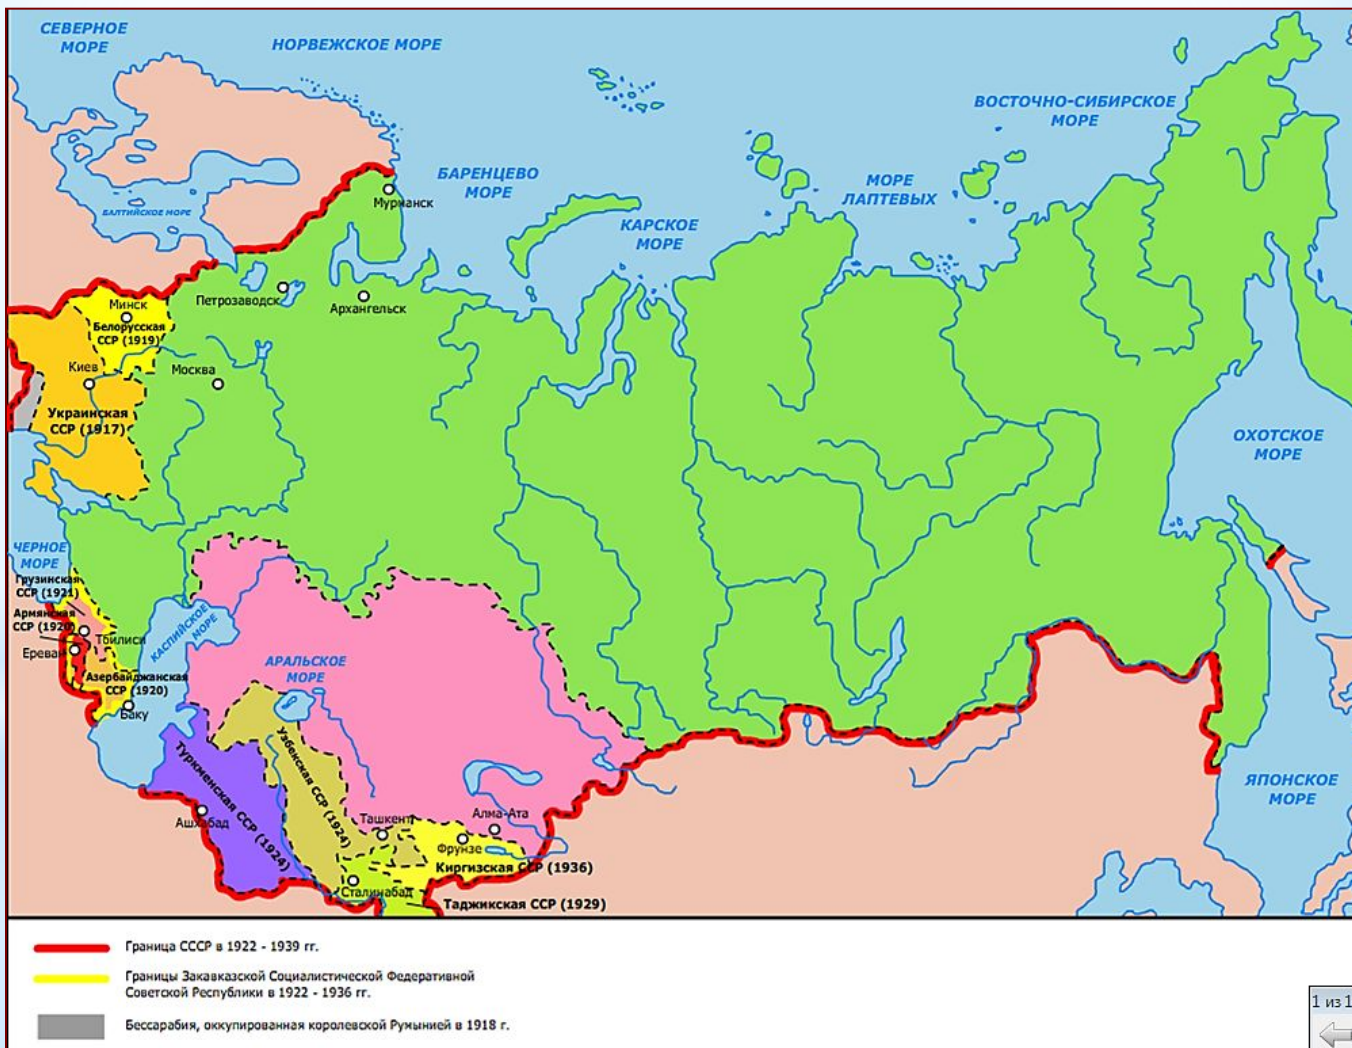 СЕВЕРНОЕ
МОРЕ
НОРВЕЖСКОЕ МОРЕ
ВОСТОЧНО-СИБИРСКОЕ
МОРЕ
БАРЕНЦЕВО
МОРЕ
МОРЕ
ЛАПТЕВЫХ
Мурманск
БАЛТИЙСКОЕ МОРЕ
КАРСКОЕ
МОРЕ
Петрозаводск
Архангельск
Минск
Белорусская
ССР (1919)
Киев
Москва
Украинская
ССР (1917)
ОХОТСКОЕ
МОРЕ
ЧЕРНОЕ
МОРЕ
Грузинская
ССР (1921)
Армянская
ССР (1920)
Тбилиси
Ереван
КАСПИЙСКОЕ
МОРЕ
Азербайджанская
ССР (1920)
Баку
АРАЛЬСКОЕ
МОРЕ
Туркменская ССР (1924)
Узбекская ССР (1924)
ЯПОНСКОЕ
МОРЕ
Ашхабад
Ташкент
Алма-Ата
Фрунзе
Киргизская ССР (1936)
Сталинабад
Таджикская ССР (1929)
Граница СССР в 1922 - 1939 гг.
Границы Закавказской Социалистической Федеративной
Советской Республики в 1922 - 1936 гг.
Бессарабия, оккупированная королевской Румынией в 1918 г.
1 из 1